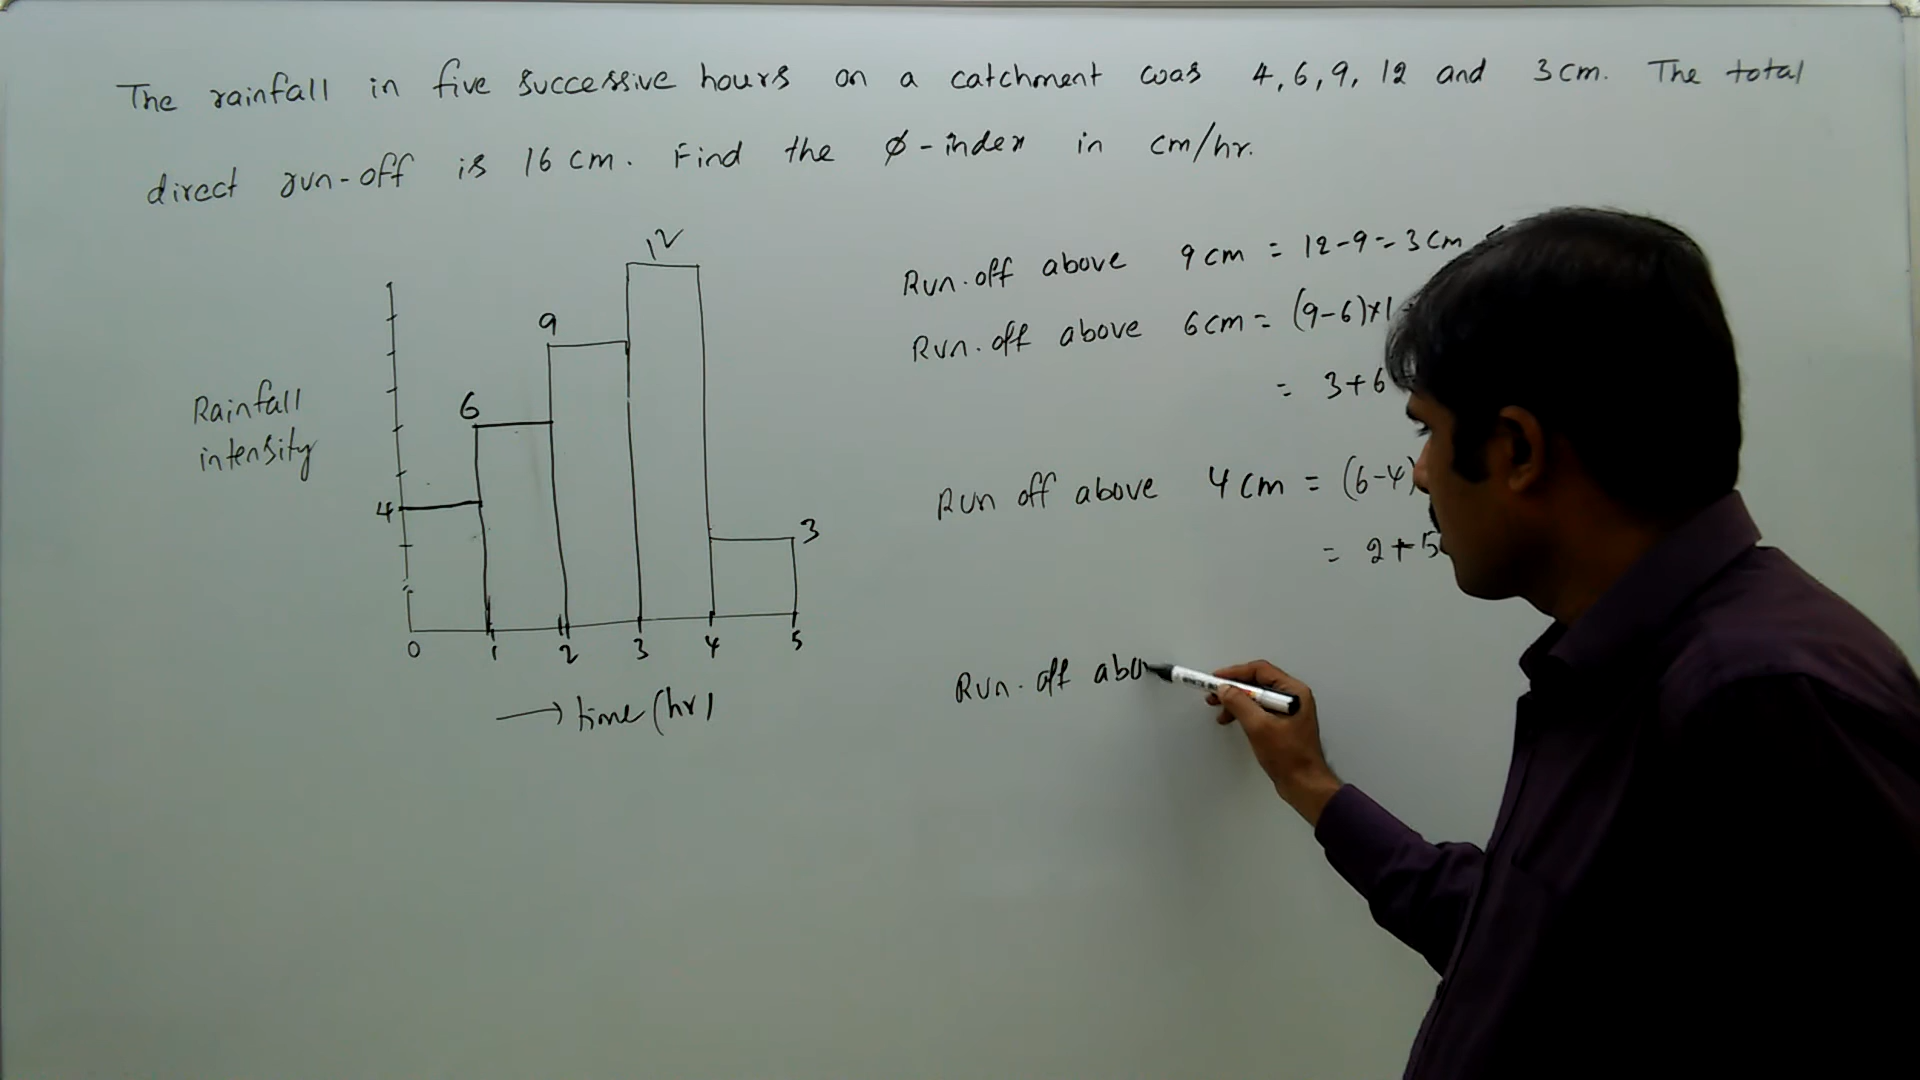 The rainfall in five successive hours on a catchment was 4, 6, 9, 12 and 3 cm. The total
direct run-off is 16 cm. Find the ϕ-index in cm/hr.
12
9
6
4
3
Rainfall
intensity
0 1 2 3 4 5
→ time (hr)
Run.off above 9 cm = 12-9 = 3 cm
Run.off above 6 cm = (9-6)×1
= 3+6
Run off above 4 cm = (6-4)
= 2+
Run.off abo